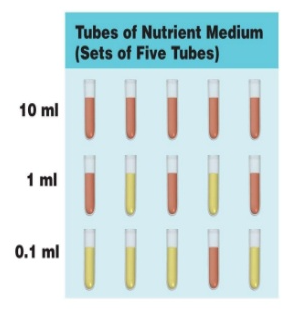 Tubes of Nutrient Medium
(Sets of Five Tubes)
10 ml
1 ml
0.1 ml